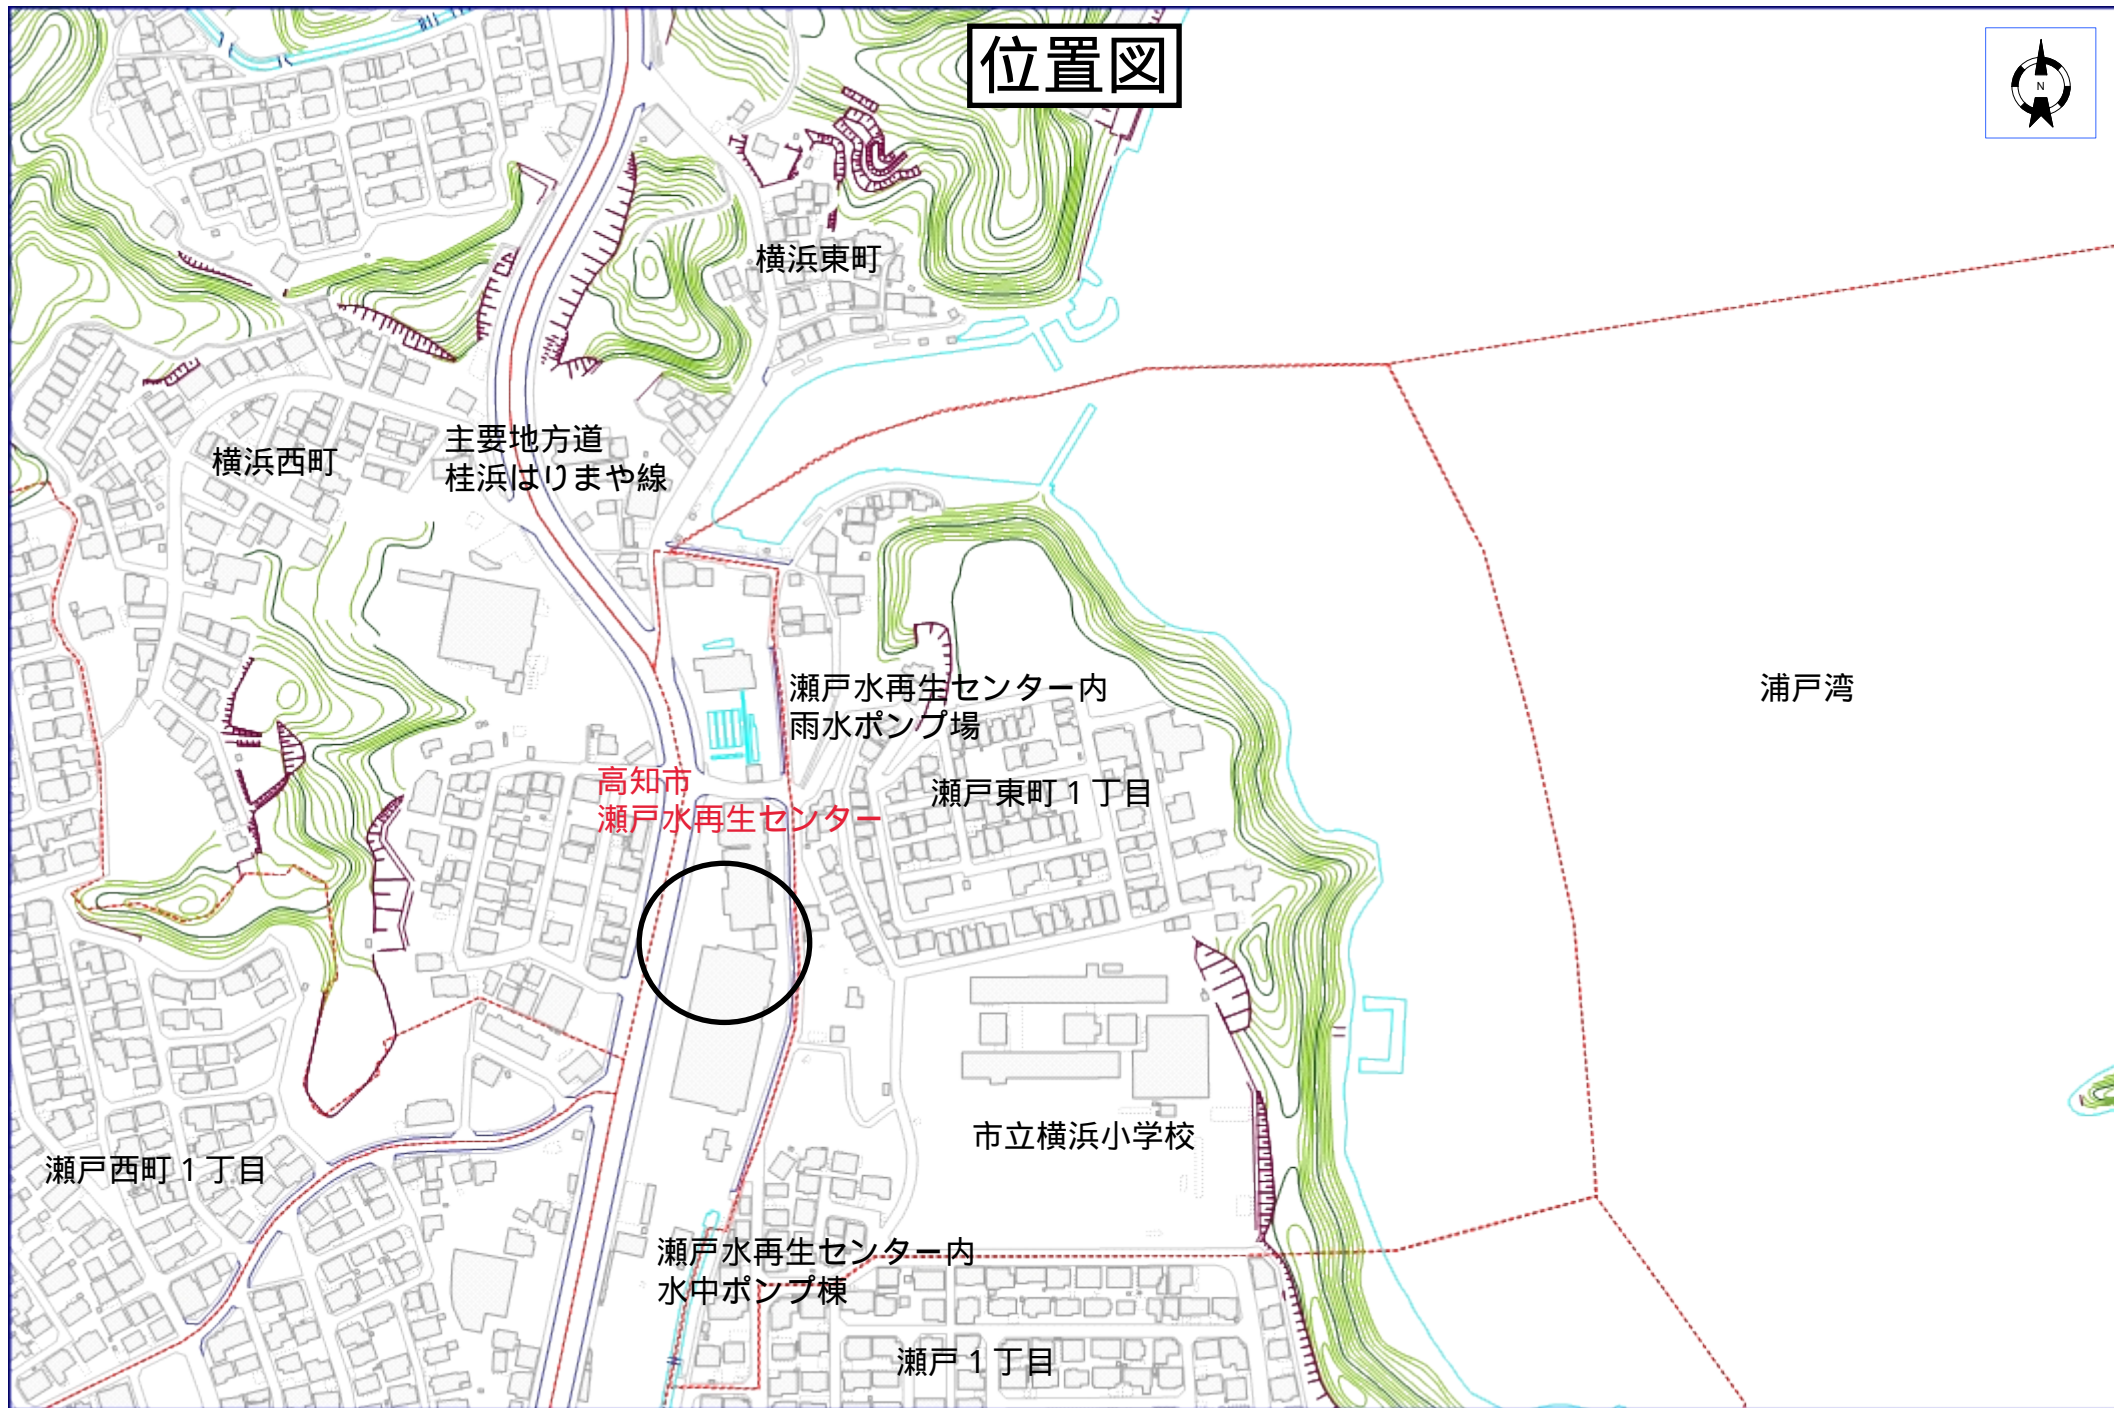 位置図
N
横浜東町
主要地方道
桂浜はりまや線
横浜西町
瀬戸水再生センター内
雨水ポンプ場
浦戸湾
高知市
瀬戸水再生センター
瀬戸東町１丁目
市立横浜小学校
瀬戸西町１丁目
瀬戸水再生センター内
水中ポンプ棟
瀬戸１丁目